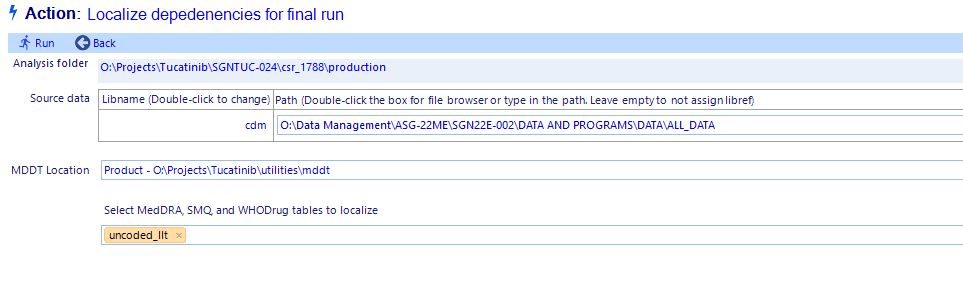 Action: Localize depedenencies for final run
Run Back
Analysis folder O:\Projects\Tucatinib\SGNTUC-024\csr_1788\production
Source data Libname (Double-click to change) Path (Double-click the box for file browser or type in the path. Leave empty to not assign libref)
cdm O:\Data Management\ASG-22ME\SGN22E-002\DATA AND PROGRAMS\DATA\ALL_DATA
MDDT Location Product - O:\Projects\Tucatinib\utilities\mddt
Select MedDRA, SMQ, and WHODrug tables to localize
uncoded_llt ×